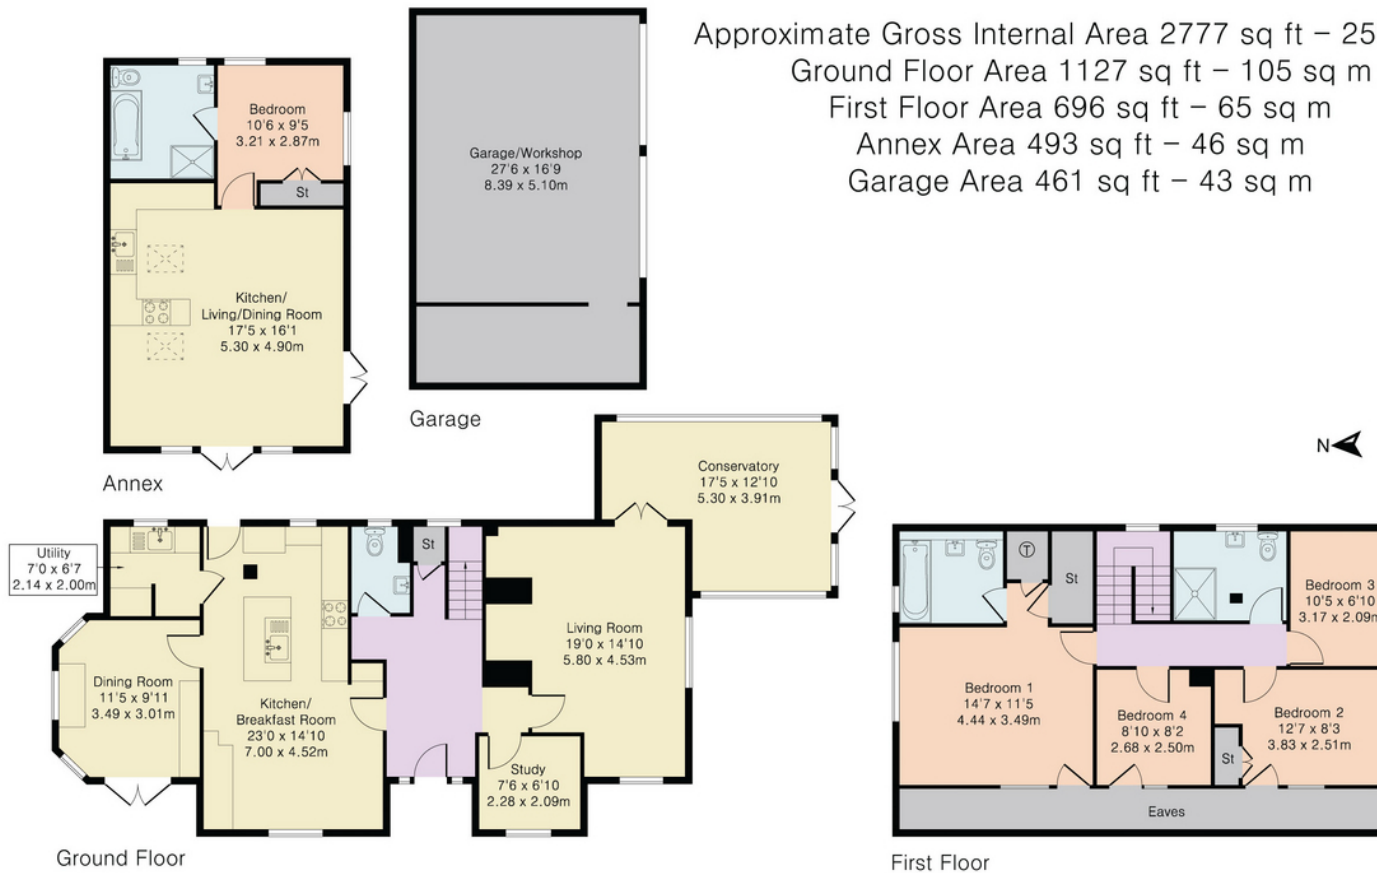 Approximate Gross Internal Area 2777 sq ft – 25
Ground Floor Area 1127 sq ft – 105 sq m
First Floor Area 696 sq ft – 65 sq m
Annex Area 493 sq ft – 46 sq m
Garage Area 461 sq ft – 43 sq m
Bedroom
10'6 x 9'5
3.21 x 2.87m
St
Kitchen/
Living/Dining Room
17'5 x 16'1
5.30 x 4.90m
Annex
Garage/Workshop
27'6 x 16'9
8.39 x 5.10m
Garage
N
Conservatory
17'5 x 12'10
5.30 x 3.91m
Utility
7'0 x 6'7
2.14 x 2.00m
St
Living Room
19'0 x 14'10
5.80 x 4.53m
Dining Room
11'5 x 9'11
3.49 x 3.01m
Kitchen/
Breakfast Room
23'0 x 14'10
7.00 x 4.52m
Study
7'6 x 6'10
2.28 x 2.09m
Ground Floor
T
St
Bedroom 3
10'5 x 6'10
3.17 x 2.09m
Bedroom 1
14'7 x 11'5
4.44 x 3.49m
Bedroom 4
8'10 x 8'2
2.68 x 2.50m
Bedroom 2
12'7 x 8'3
3.83 x 2.51m
St
Eaves
First Floor